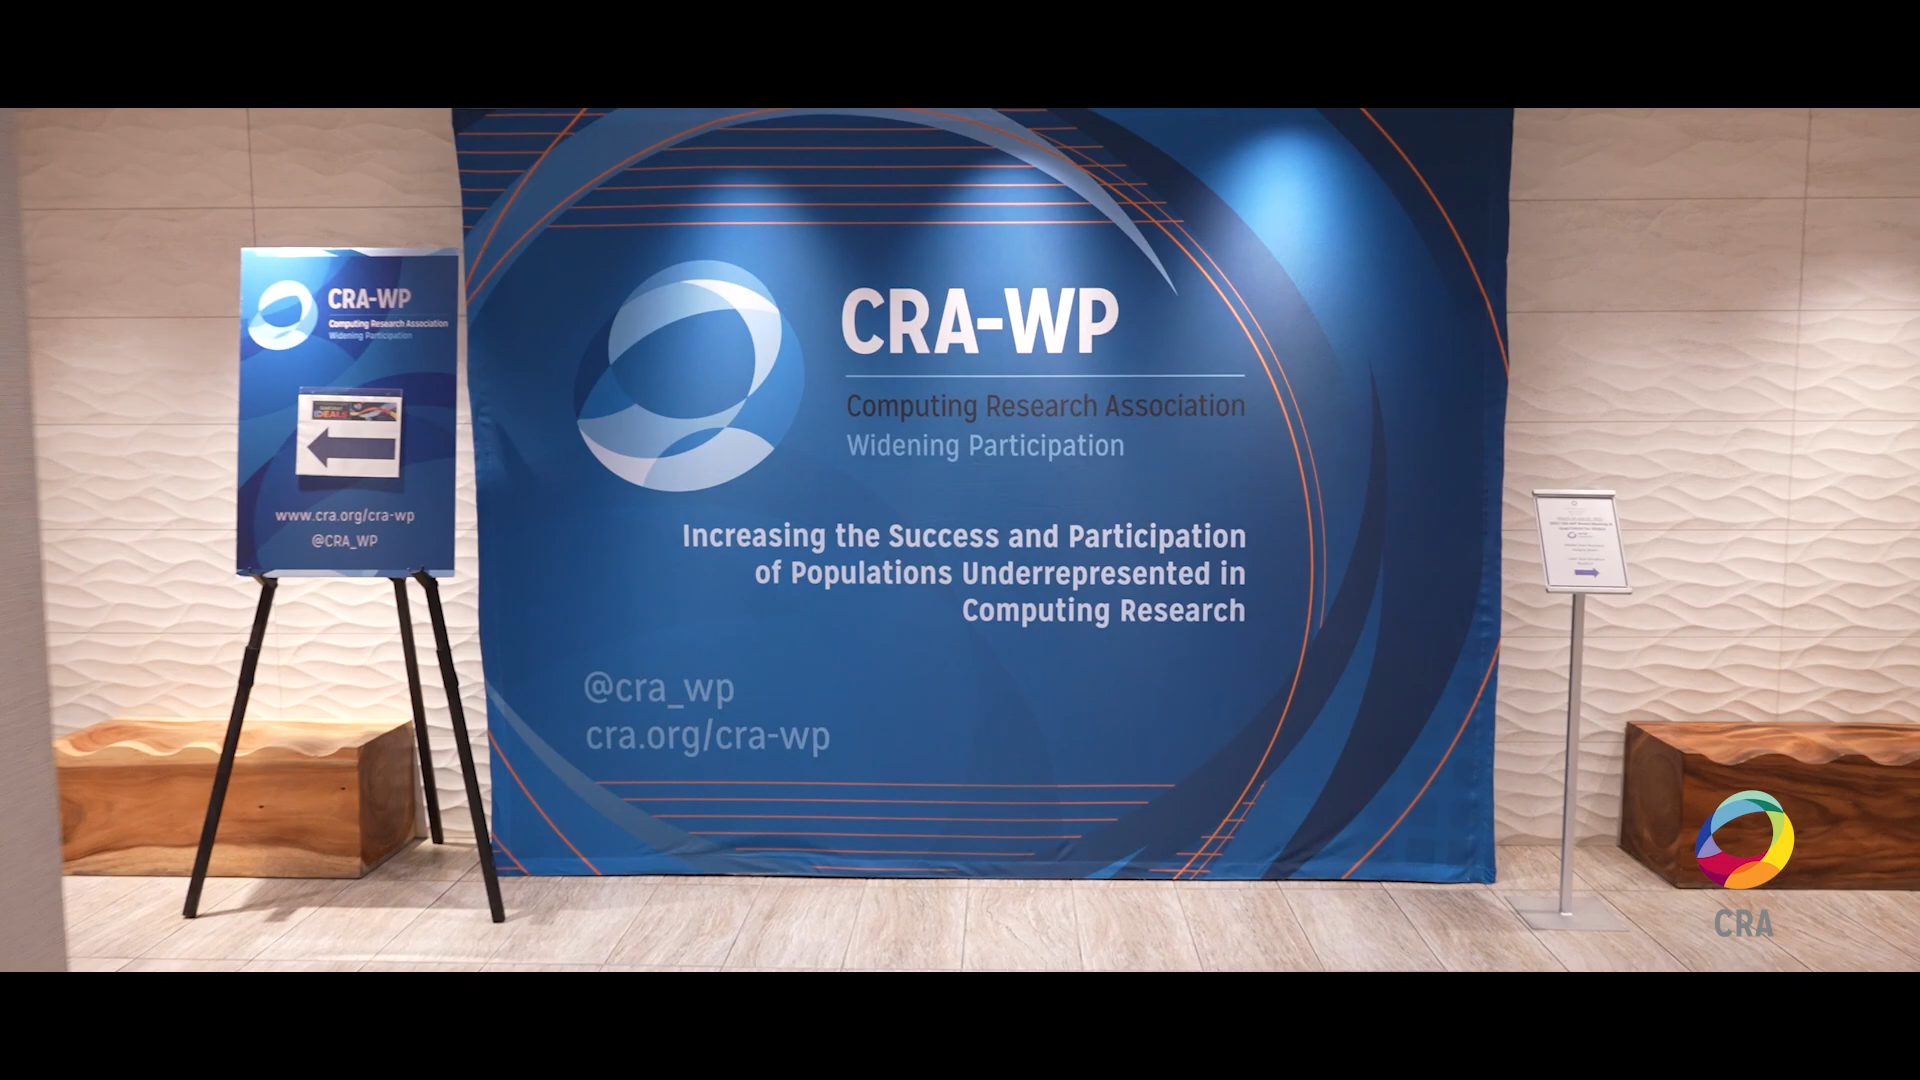 CRA-WP
Computing Research Association
Widening Participation
DEALS
www.cra.org/cra-wp
@CRA_WP
CRA-WP
Computing Research Association
Widening Participation
Increasing the Success and Participation
of Populations Underrepresented in
Computing Research
@cra_wp
cra.org/cra-wp
CRA